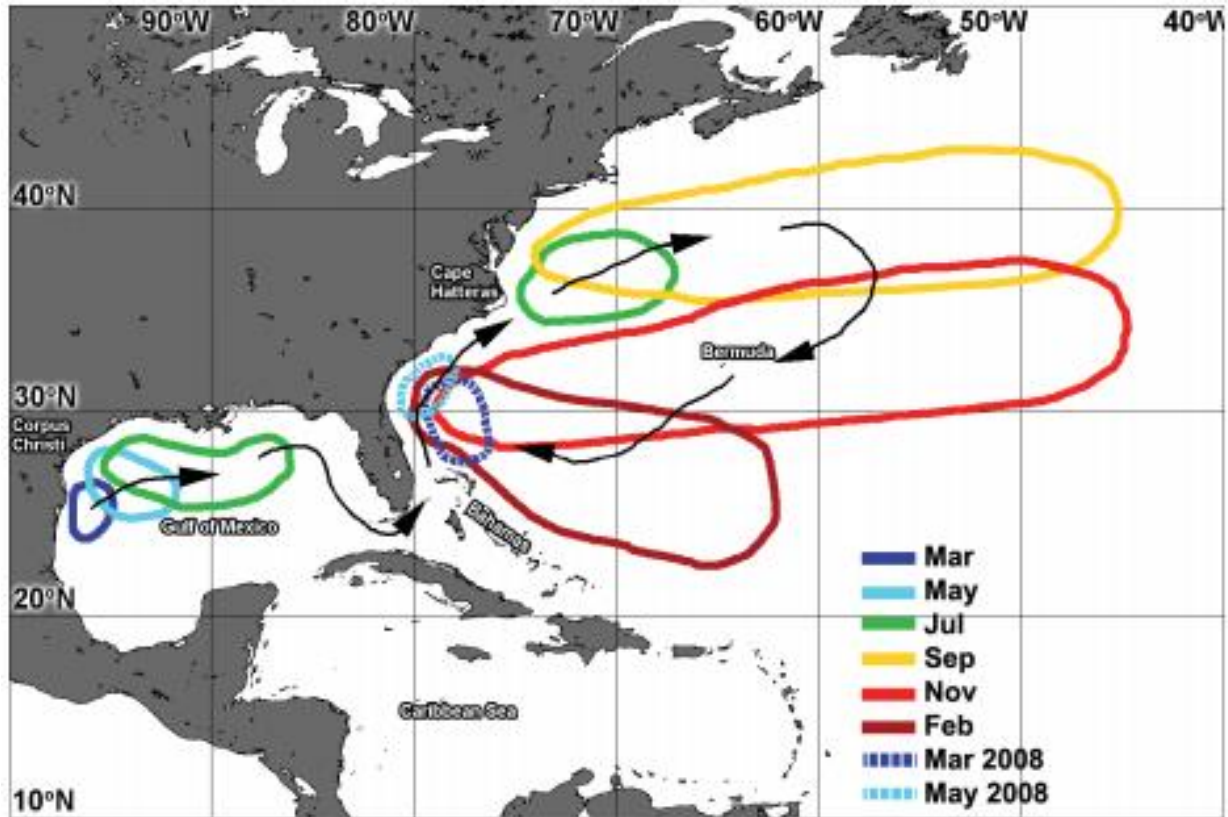 90°W 80°W 70°W 60°W 50°W 40°W
40°N
Cape
Hatteras
Bermuda
30°N
Corpus
Christi
Gulf of Mexico
Bahamas
Mar
May
20°N
Jul
Sep
Nov
Caribbean Sea
Feb
Mar 2008
10°N
May 2008